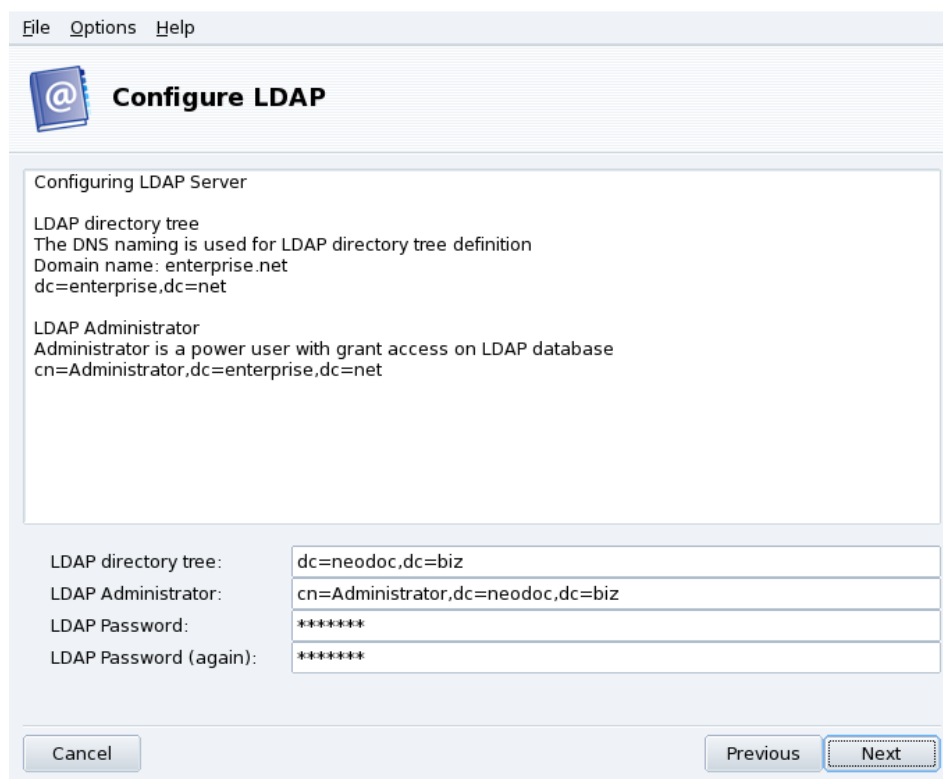 File Options Help
Configure LDAP
Configuring LDAP Server
LDAP directory tree
The DNS naming is used for LDAP directory tree definition
Domain name: enterprise.net
dc=enterprise,dc=net
LDAP Administrator
Administrator is a power user with grant access on LDAP database
cn=Administrator,dc=enterprise,dc=net
LDAP directory tree: dc=neodoc,dc=biz
LDAP Administrator: cn=Administrator,dc=neodoc,dc=biz
LDAP Password: *******
LDAP Password (again): *******
Cancel Previous Next